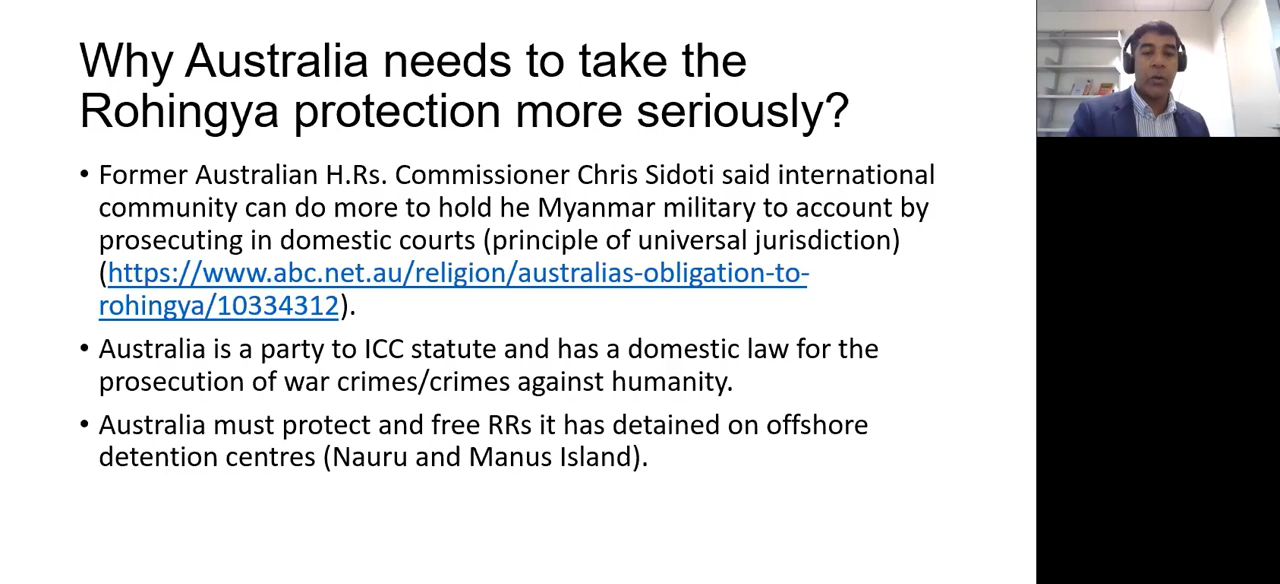 Why Australia needs to take the
Rohingya protection more seriously?
• Former Australian H.Rs. Commissioner Chris Sidoti said international
community can do more to hold he Myanmar military to account by
prosecuting in domestic courts (principle of universal jurisdiction)
(https://www.abc.net.au/religion/australias-obligation-to-
rohingya/10334312).
• Australia is a party to ICC statute and has a domestic law for the
prosecution of war crimes/crimes against humanity.
• Australia must protect and free RRs it has detained on offshore
detention centres (Nauru and Manus Island).